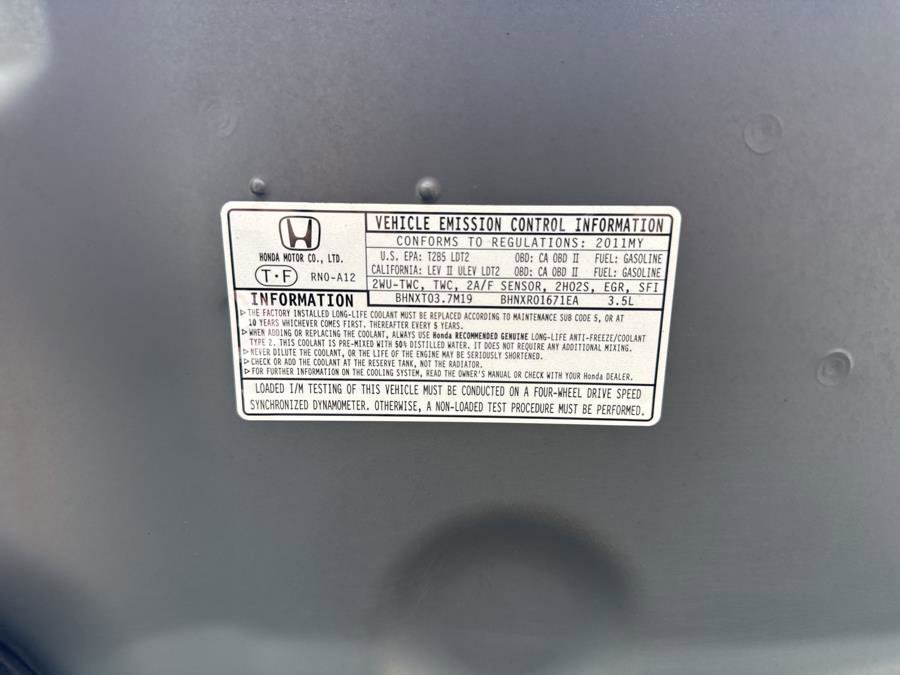 VEHICLE EMISSION CONTROL INFORMATION
CONFORMS TO REGULATIONS: 2011MY
HONDA MOTOR CO., LTD.
U.S. EPA: T2B5 LDT2 OBD: CA OBD II FUEL: GASOLINE
CALIFORNIA: LEV II ULEV LDT2 OBD: CA OBD II FUEL: GASOLINE
T·F RN0-A12
2WU-TWC, TWC, 2A/F SENSOR, 2HO2S, EGR, SFI
INFORMATION
BHNXT03.7M19 BHNXR01671EA 3.5L
▷THE FACTORY INSTALLED LONG-LIFE COOLANT MUST BE REPLACED ACCORDING TO MAINTENANCE SUB CODE 5, OR AT
10 YEARS WHICHEVER COMES FIRST. THEREAFTER EVERY 5 YEARS.
▷WHEN ADDING OR REPLACING THE COOLANT, ALWAYS USE Honda RECOMMENDED GENUINE LONG-LIFE ANTI-FREEZE/COOLANT
TYPE 2. THIS COOLANT IS PRE-MIXED WITH 50% DISTILLED WATER. IT DOES NOT REQUIRE ANY ADDITIONAL MIXING.
▷NEVER DILUTE THE COOLANT, OR THE LIFE OF THE ENGINE MAY BE SERIOUSLY SHORTENED.
▷CHECK OR ADD THE COOLANT AT THE RESERVE TANK, NOT THE RADIATOR.
▷FOR FURTHER INFORMATION ON THE COOLING SYSTEM, READ THE OWNER'S MANUAL OR CHECK WITH YOUR Honda DEALER.
LOADED I/M TESTING OF THIS VEHICLE MUST BE CONDUCTED ON A FOUR-WHEEL DRIVE SPEED
SYNCHRONIZED DYNAMOMETER. OTHERWISE, A NON-LOADED TEST PROCEDURE MUST BE PERFORMED.